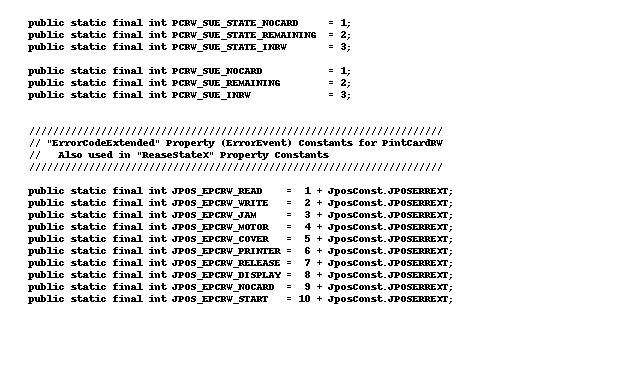 public static final int PCRW_SUE_STATE_NOCARD     = 1;
public static final int PCRW_SUE_STATE_REMAINING  = 2;
public static final int PCRW_SUE_STATE_INRW       = 3;

public static final int PCRW_SUE_NOCARD           = 1;
public static final int PCRW_SUE_REMAINING        = 2;
public static final int PCRW_SUE_INRW             = 3;

/////////////////////////////////////////////////////////////////////
// "ErrorCodeExtended" Property (ErrorEvent) Constants for PintCardRW
//   Also used in "ReaseStateX" Property Constants
/////////////////////////////////////////////////////////////////////

public static final int JPOS_EPCRW_READ    =  1 + JposConst.JPOSERREXT;
public static final int JPOS_EPCRW_WRITE   =  2 + JposConst.JPOSERREXT;
public static final int JPOS_EPCRW_JAM     =  3 + JposConst.JPOSERREXT;
public static final int JPOS_EPCRW_MOTOR   =  4 + JposConst.JPOSERREXT;
public static final int JPOS_EPCRW_COVER   =  5 + JposConst.JPOSERREXT;
public static final int JPOS_EPCRW_PRINTER =  6 + JposConst.JPOSERREXT;
public static final int JPOS_EPCRW_RELEASE =  7 + JposConst.JPOSERREXT;
public static final int JPOS_EPCRW_DISPLAY =  8 + JposConst.JPOSERREXT;
public static final int JPOS_EPCRW_NOCARD  =  9 + JposConst.JPOSERREXT;
public static final int JPOS_EPCRW_START   = 10 + JposConst.JPOSERREXT;